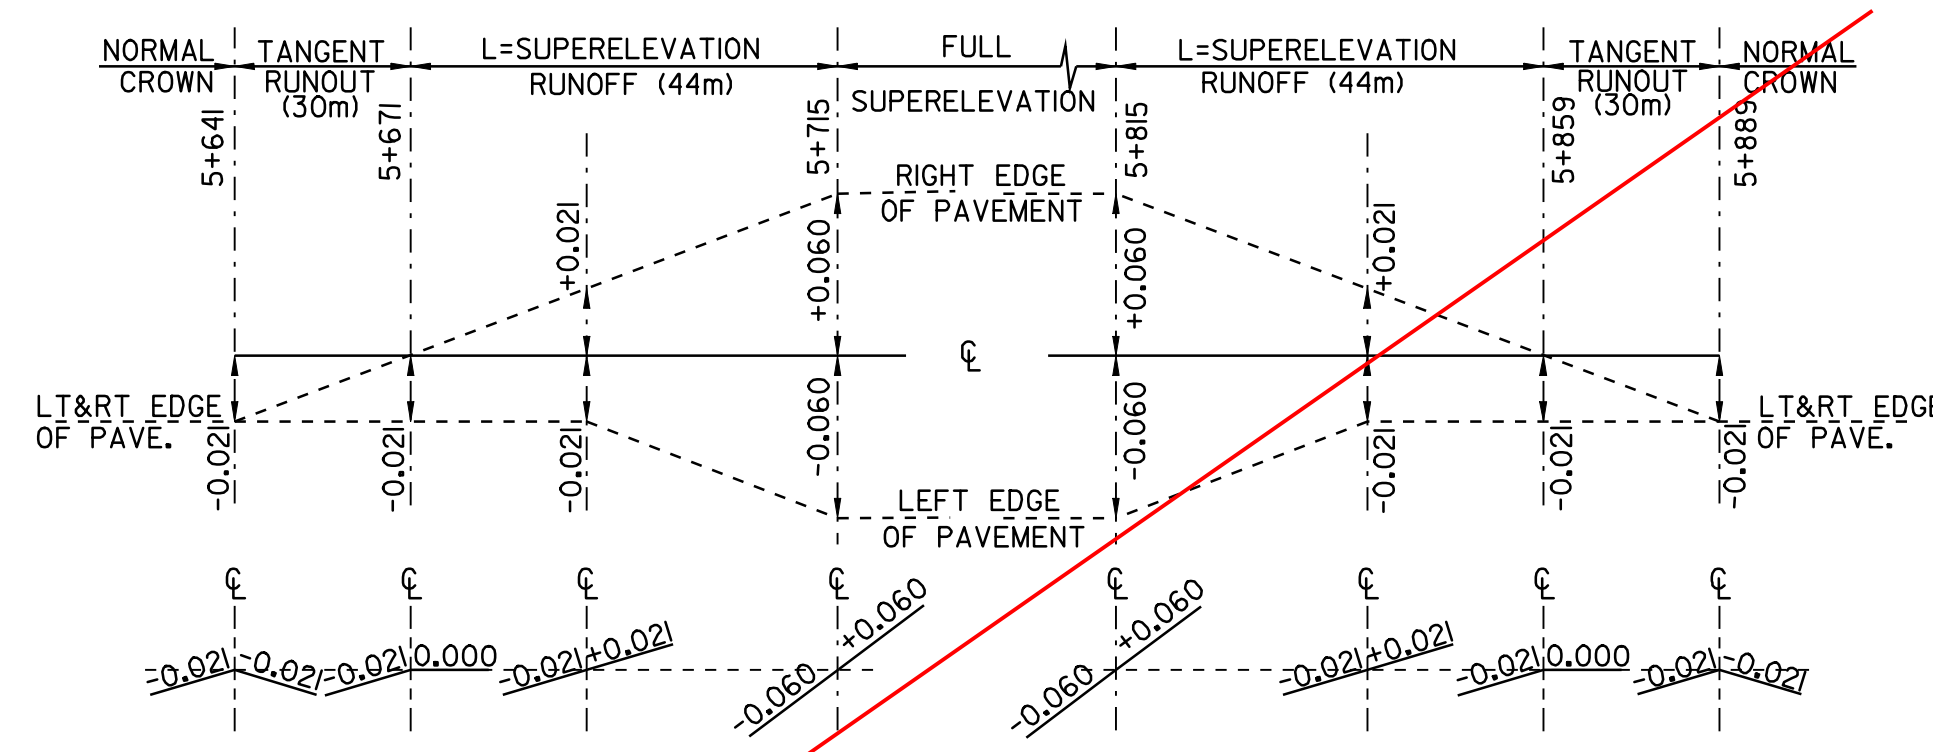 NORMAL
CROWN
TANGENT
RUNOUT
(30m)
L=SUPERELEVATION
RUNOFF (44m)
FULL
SUPERELEVATION
L=SUPERELEVATION
RUNOFF (44m)
TANGENT
RUNOUT
(30m)
NORMAL
CROWN
5+641
5+671
5+715
5+815
5+859
5+889
RIGHT EDGE
OF PAVEMENT
+0.021
+0.060
+0.060
+0.021
℄
LT&RT EDGE
OF PAVE.
-0.021
-0.021
-0.021
-0.060
-0.060
-0.021
-0.021
-0.021
LT&RT EDGE
OF PAVE.
LEFT EDGE
OF PAVEMENT
℄ ℄ ℄ ℄ ℄ ℄ ℄ ℄
-0.021 -0.021
-0.021 0.000
-0.021 +0.021
-0.060 +0.060
-0.060 +0.060
-0.021 +0.021
-0.021 0.000
-0.021 -0.021